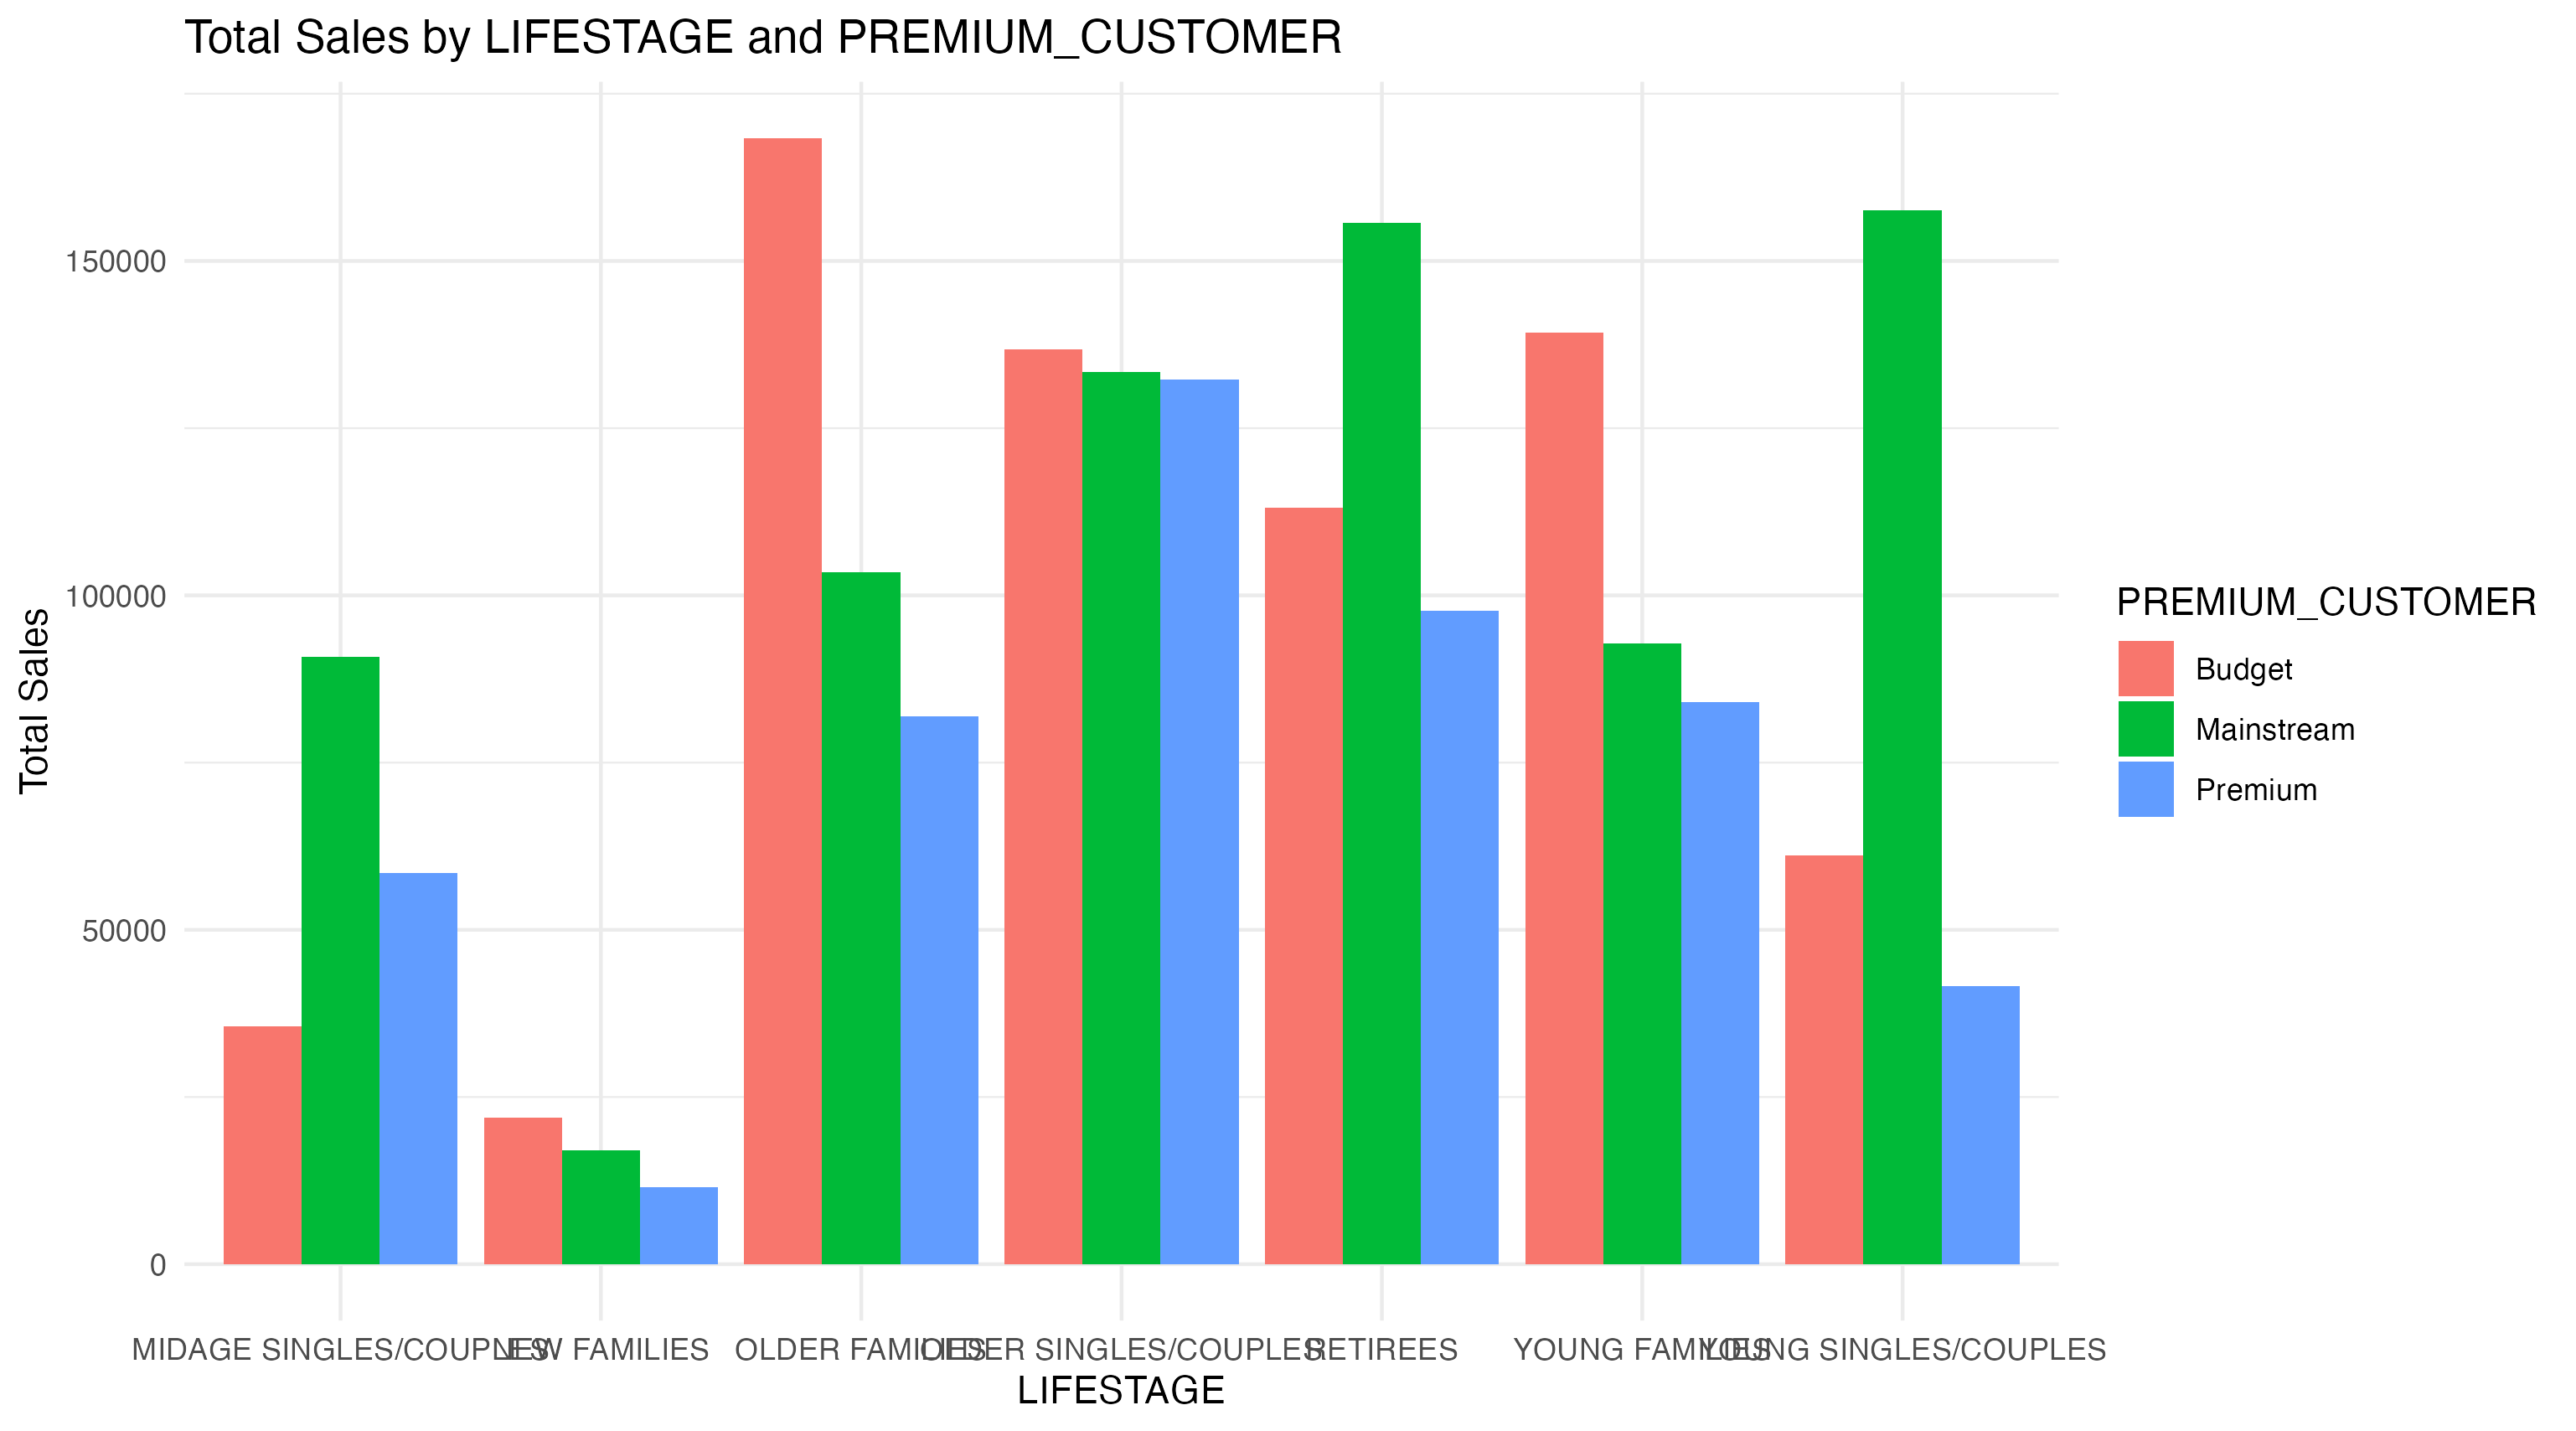 Total Sales by LIFESTAGE and PREMIUM_CUSTOMER
Total Sales
150000
100000
50000
0
MIDAGE SINGLES/COUPLES
NEW FAMILIES
OLDER FAMILIES
OLDER SINGLES/COUPLES
RETIREES
YOUNG FAMILIES
YOUNG SINGLES/COUPLES
LIFESTAGE
PREMIUM_CUSTOMER
Budget
Mainstream
Premium